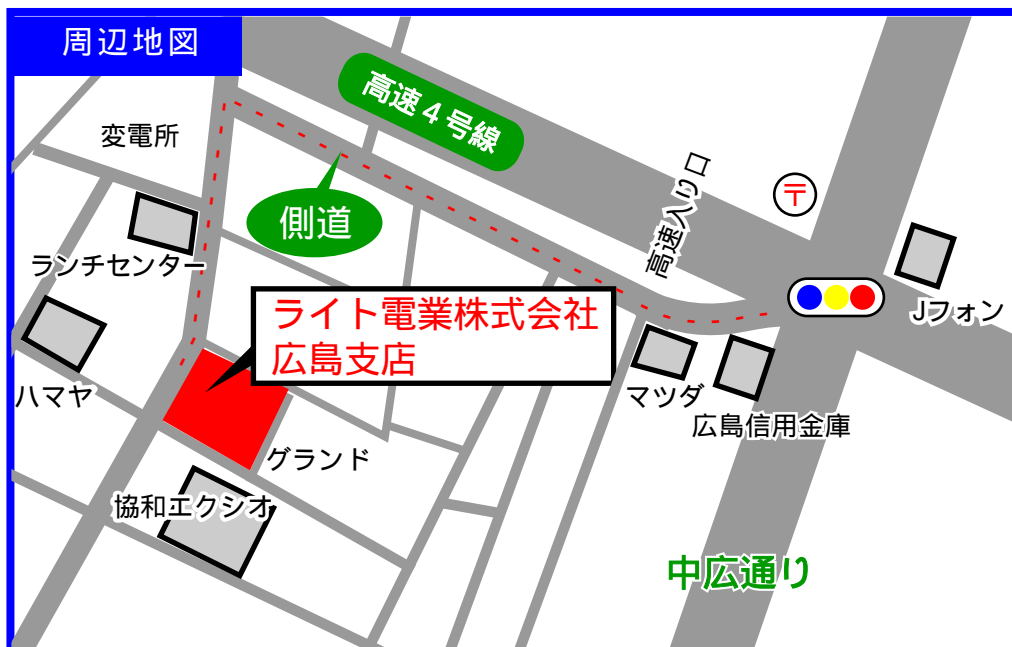 周辺地図
高速４号線
変電所
高速入り口
〒
側道
ランチセンター
ライト電業株式会社
広島支店
Jフォン
ハマヤ
マツダ
広島信用金庫
グランド
協和エクシオ
中広通り